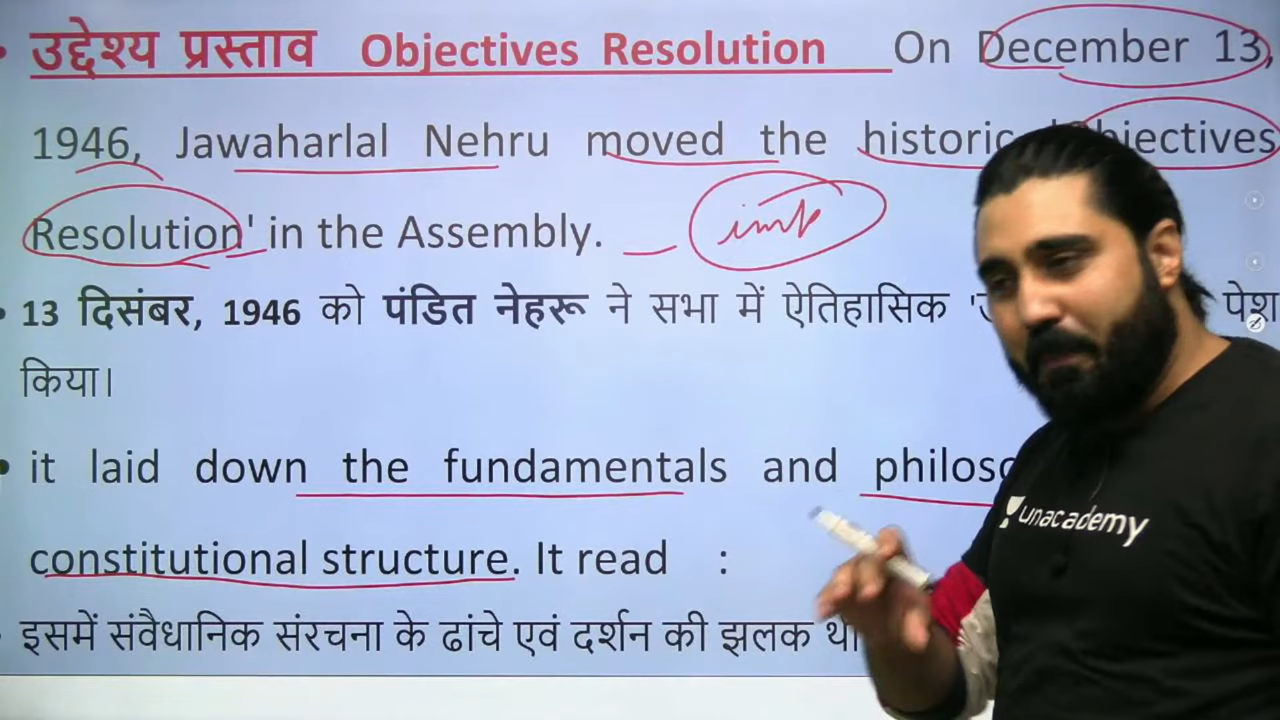 • उद्देश्य प्रस्ताव Objectives Resolution On December 13,
1946, Jawaharlal Nehru moved the historic
Resolution' in the Assembly. imp
• 13 दिसंबर, 1946 को पंडित नेहरू ने सभा में ऐतिहासिक पेश
किया।
• it laid down the fundamentals and
constitutional structure. It read :
इसमें संवैधानिक संरचना के ढांचे एवं दर्शन की झलक
unacademy